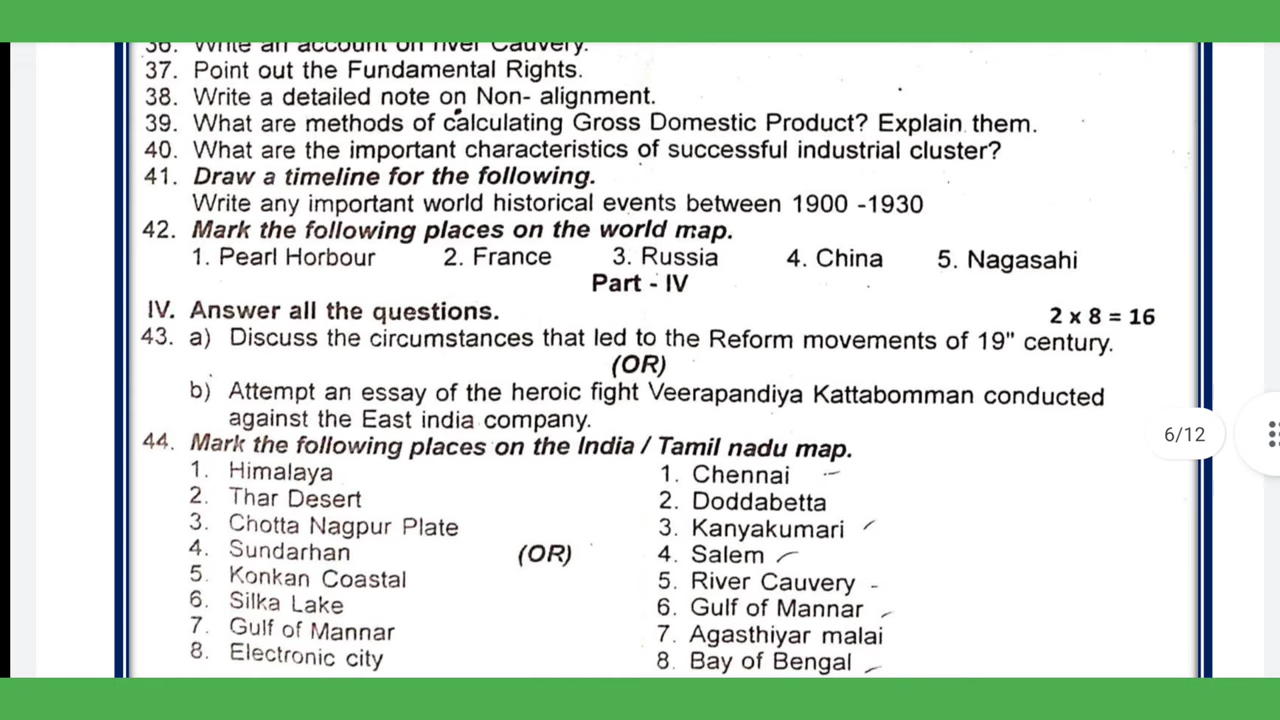 36. Write an account on river Cauvery.
37. Point out the Fundamental Rights.
38. Write a detailed note on Non- alignment.
39. What are methods of calculating Gross Domestic Product? Explain them.
40. What are the important characteristics of successful industrial cluster?
41. Draw a timeline for the following.
Write any important world historical events between 1900 -1930
42. Mark the following places on the world map.
1. Pearl Horbour 2. France 3. Russia 4. China 5. Nagasahi
Part - IV
IV. Answer all the questions. 2 x 8 = 16
43. a) Discuss the circumstances that led to the Reform movements of 19" century.
(OR)
b) Attempt an essay of the heroic fight Veerapandiya Kattabomman conducted
against the East india company.
6/12
44. Mark the following places on the India / Tamil nadu map.
1. Himalaya 1. Chennai
2. Thar Desert 2. Doddabetta
3. Chotta Nagpur Plate 3. Kanyakumari
4. Sundarhan (OR) 4. Salem
5. Konkan Coastal 5. River Cauvery
6. Silka Lake 6. Gulf of Mannar
7. Gulf of Mannar 7. Agasthiyar malai
8. Electronic city 8. Bay of Bengal